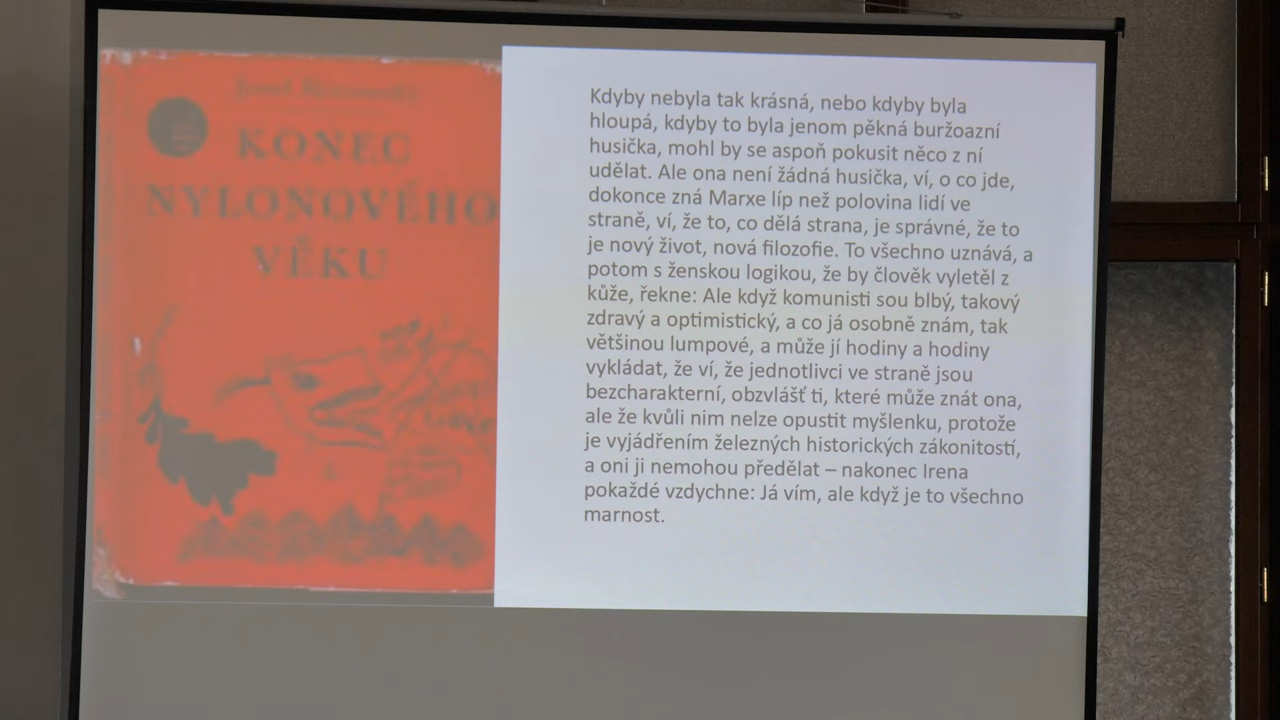 KONEC
NYLONOVÉHO
VĚKU
Kdyby nebyla tak krásná, nebo kdyby byla
hloupá, kdyby to byla jenom pěkná buržoazní
husička, mohl by se aspoň pokusit něco z ní
udělat. Ale ona není žádná husička, ví, o co jde,
dokonce zná Marxe líp než polovina lidí ve
straně, ví, že to, co dělá strana, je správné, že to
je nový život, nová filozofie. To všechno uznává, a
potom s ženskou logikou, že by člověk vyletěl z
kůže, řekne: Ale když komunisti sou blbý, takový
zdravý a optimistický, a co já osobně znám, tak
většinou lumpové, a může jí hodiny a hodiny
vykládat, že ví, že jednotlivci ve straně jsou
bezcharakterní, obzvlášť ti, které může znát ona,
ale že kvůli nim nelze opustit myšlenku, protože
je vyjádřením železných historických zákonitostí,
a oni ji nemohou předělat – nakonec Irena
pokaždé vzdychne: Já vím, ale když je to všechno
marnost.